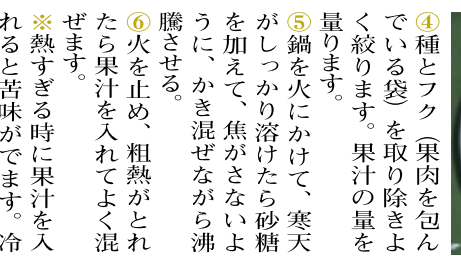 ④種とフク（果肉を包ん
でいる袋）を取り除きよ
く絞ります。果汁の量を
量ります。
⑤鍋を火にかけて、寒天
がしっかり溶けたら砂糖
を加えて、焦がさないよ
うに、かき混ぜながら沸
騰させる。
⑥火を止め、粗熱がとれ
たら果汁を入れてよく混
ぜます。
※熱すぎる時に果汁を入
れると苦味がでます。冷